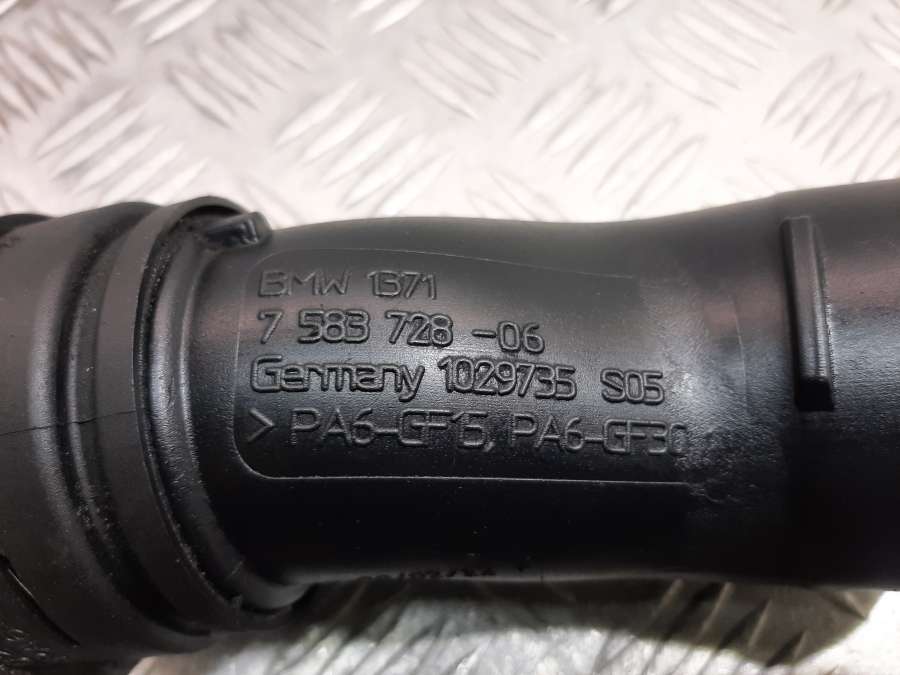 BMW 1371
7 583 728 -06
Germany 1029735 S05
>PA6-GF15, PA6-GF30